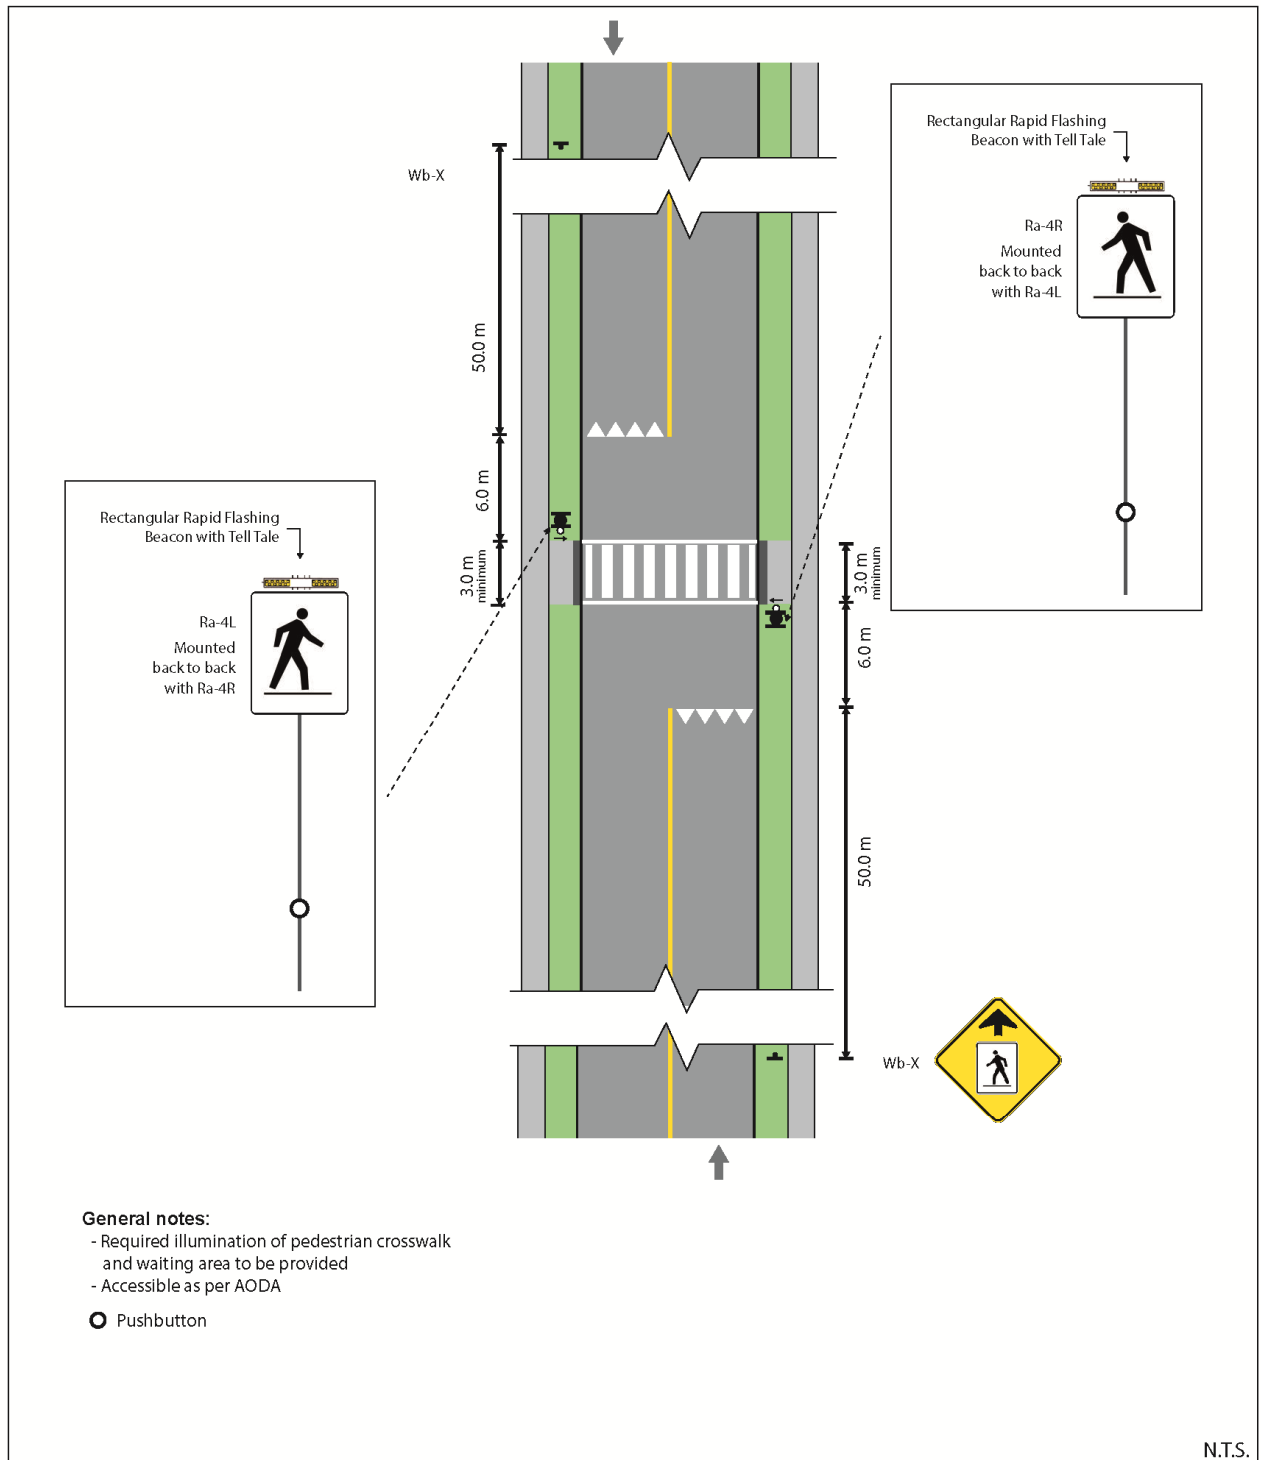 Rectangular Rapid Flashing
Beacon with Tell Tale
Ra-4R
Mounted
back to back
with Ra-4L
Wb-X
50.0 m
6.0 m
3.0 m
minimum
Rectangular Rapid Flashing
Beacon with Tell Tale
Ra-4L
Mounted
back to back
with Ra-4R
3.0 m
minimum
6.0 m
50.0 m
Wb-X
General notes:
- Required illumination of pedestrian crosswalk
and waiting area to be provided
- Accessible as per AODA
Pushbutton
N.T.S.